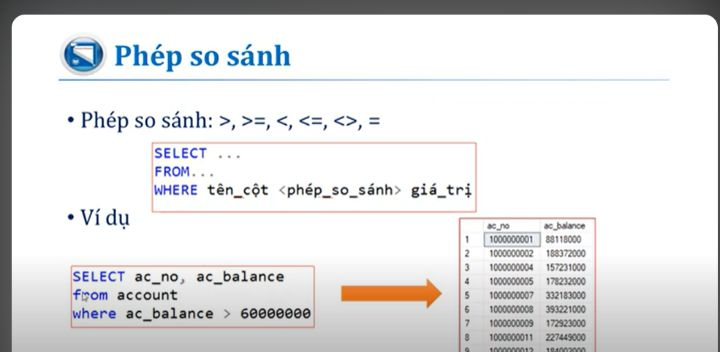 Phép so sánh
• Phép so sánh: >, >=, <, <=, <>, =
SELECT ...
FROM...
WHERE tên_cột <phép_so_sánh> giá_trị
• Ví dụ
SELECT ac_no, ac_balance
from account
where ac_balance > 60000000
ac_no ac_balance
1 1000000001 88118000
2 1000000002 188372000
3 1000000004 157231000
4 1000000005 178232000
5 1000000007 332183000
6 1000000008 393221000
7 1000000009 172923000
8 1000000011 227449000
9 1000000012 184002000